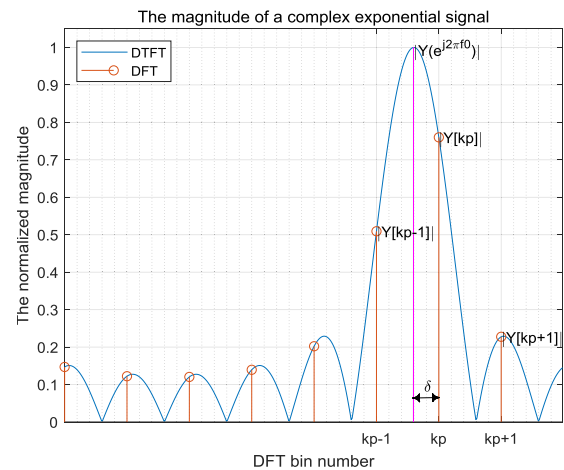 The magnitude of a complex exponential signal
DTFT
DFT
|Y(e^{j2πf0})|
|Y[kp]|
|Y[kp-1]|
|Y[kp+1]|
δ
The normalized magnitude
1
0.9
0.8
0.7
0.6
0.5
0.4
0.3
0.2
0.1
0
kp-1 kp kp+1
DFT bin number